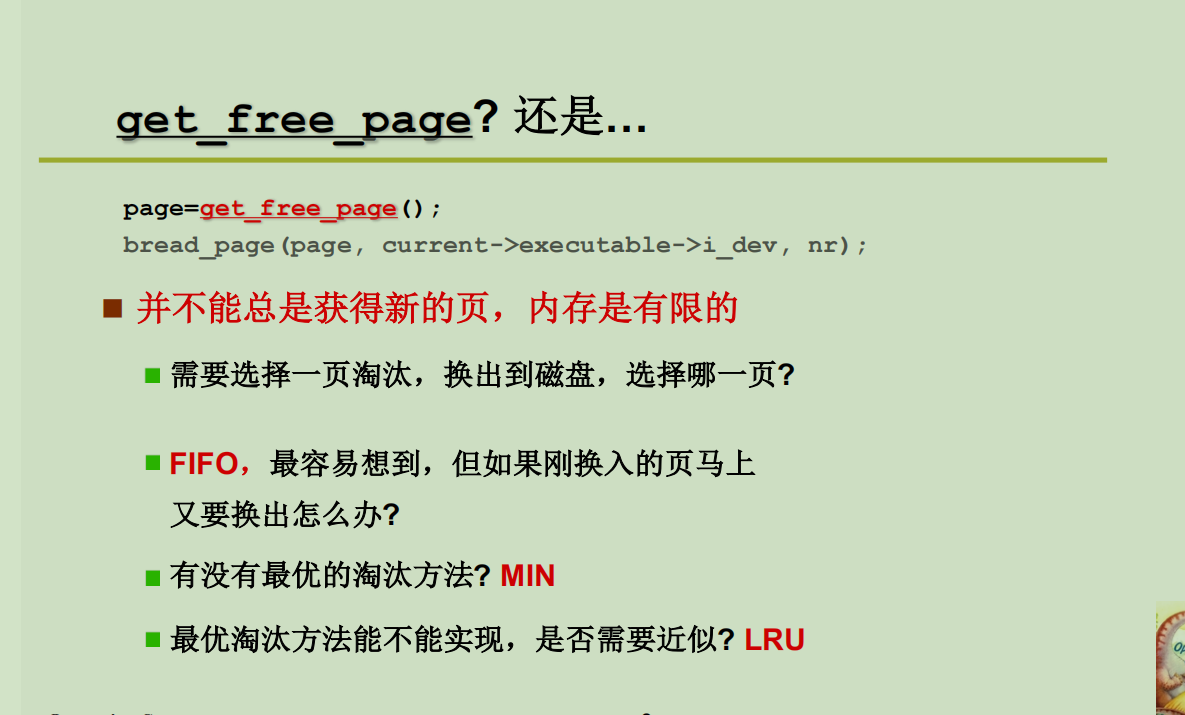 get_free_page? 还是…
page=get_free_page();
bread_page(page, current->executable->i_dev, nr);
并不能总是获得新的页，内存是有限的
需要选择一页淘汰，换出到磁盘，选择哪一页?
FIFO，最容易想到，但如果刚换入的页马上
又要换出怎么办?
有没有最优的淘汰方法? MIN
最优淘汰方法能不能实现，是否需要近似? LRU